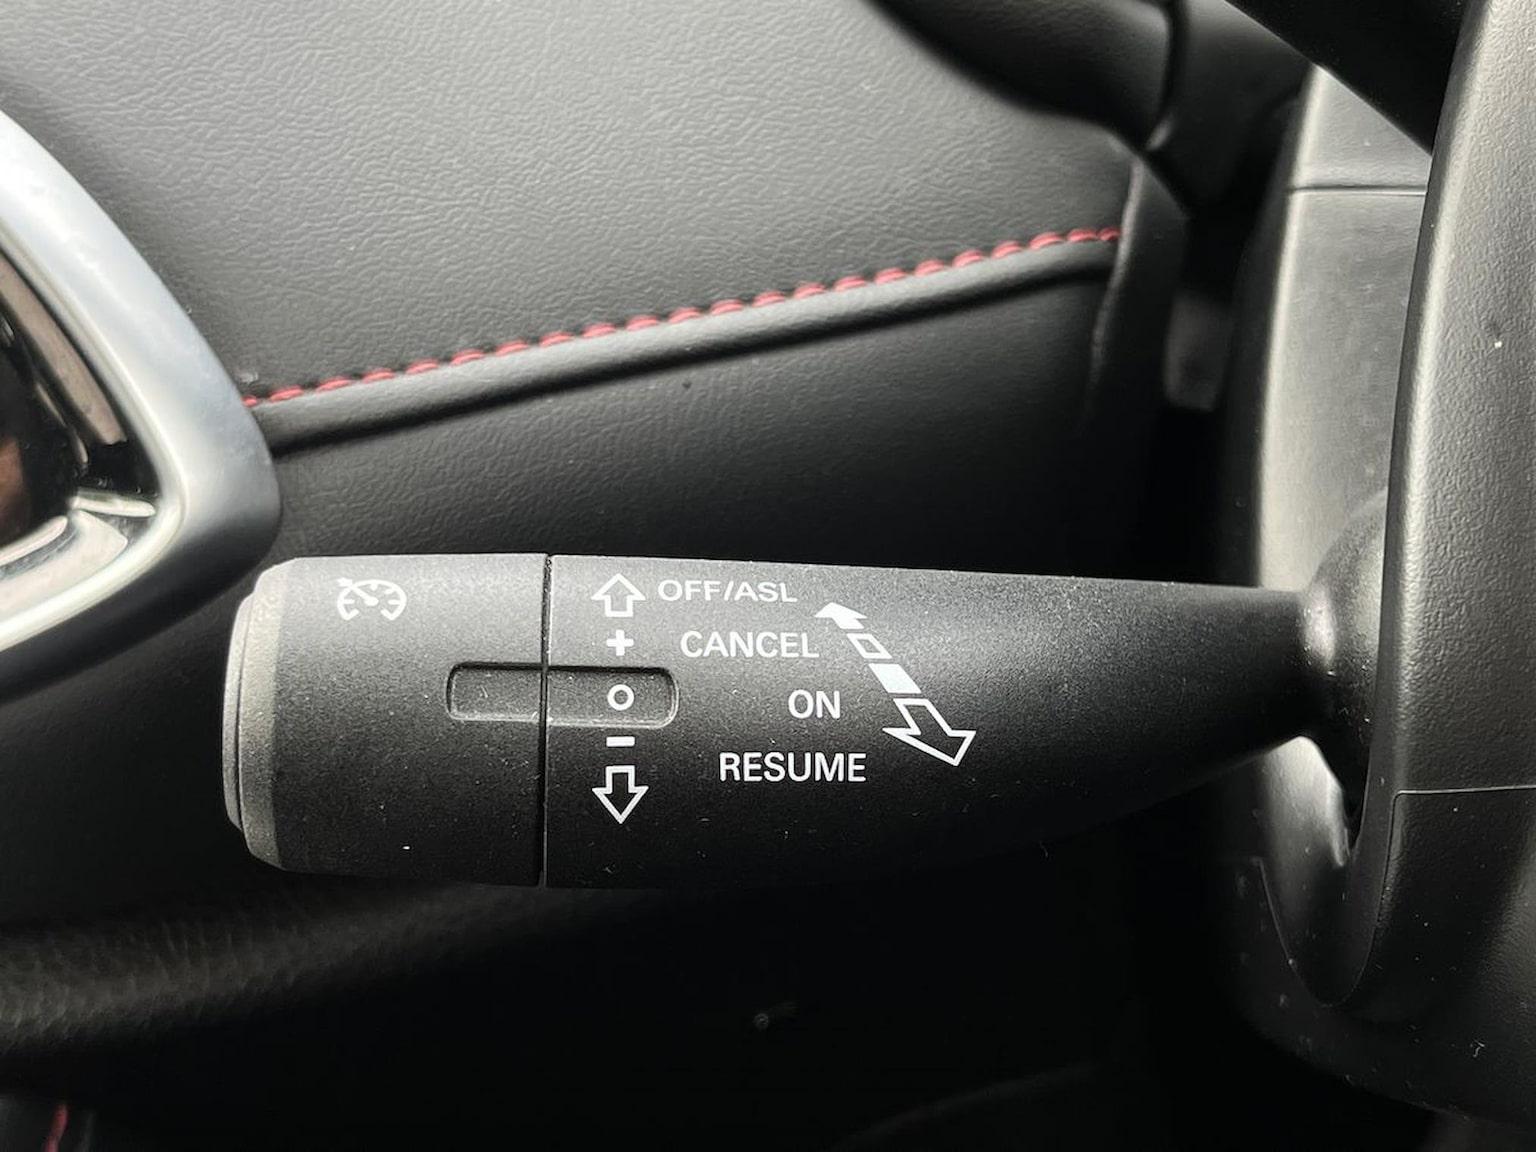 OFF/ASL
+ CANCEL
O ON
- RESUME